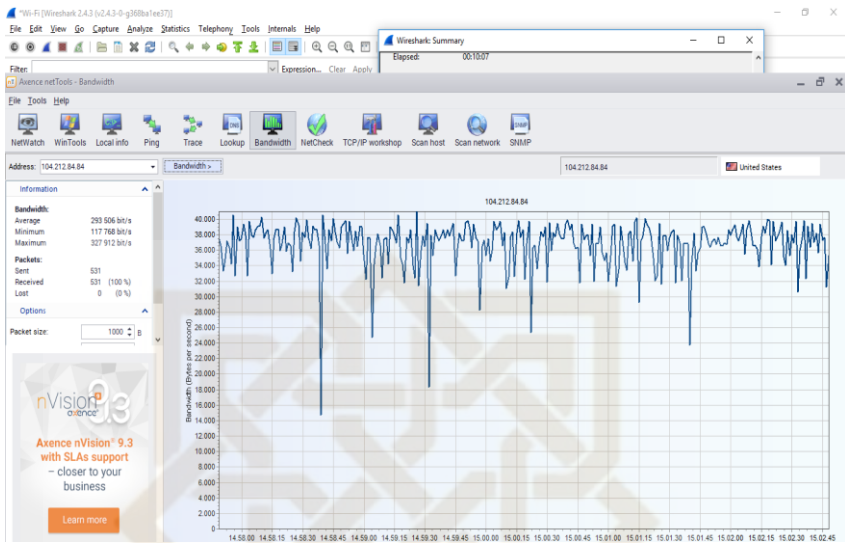 *Wi-Fi [Wireshark 2.4.3 (v2.4.3-0-g368ba1ee37)]
File Edit View Go Capture Analyze Statistics Telephony Tools Internals Help
Wireshark: Summary
Elapsed: 00:10:07
Filter: Expression... Clear Apply
Axence netTools - Bandwidth
File Tools Help
NetWatch WinTools Local info Ping Trace Lookup Bandwidth NetCheck TCP/IP workshop Scan host Scan network SNMP
Address: 104.212.84.84 Bandwidth > 104.212.84.84 United States
Information
Bandwidth:
Average 293 506 bit/s
Minimum 117 768 bit/s
Maximum 327 912 bit/s
Packets:
Sent 531
Received 531 (100 %)
Lost 0 (0 %)
Options
Packet size: 1000 B
nVision 9.3
axence
Axence nVision® 9.3
with SLAs support
– closer to your
business
Learn more
104.212.84.84
Bandwidth (Bytes per second)
40.000
38.000
36.000
34.000
32.000
30.000
28.000
26.000
24.000
22.000
20.000
18.000
16.000
14.000
12.000
10.000
8.000
6.000
4.000
2.000
0
14.58.00 14.58.15 14.58.30 14.58.45 14.59.00 14.59.15 14.59.30 14.59.45 15.00.00 15.00.15 15.00.30 15.00.45 15.01.00 15.01.15 15.01.30 15.01.45 15.02.00 15.02.15 15.02.30 15.02.45